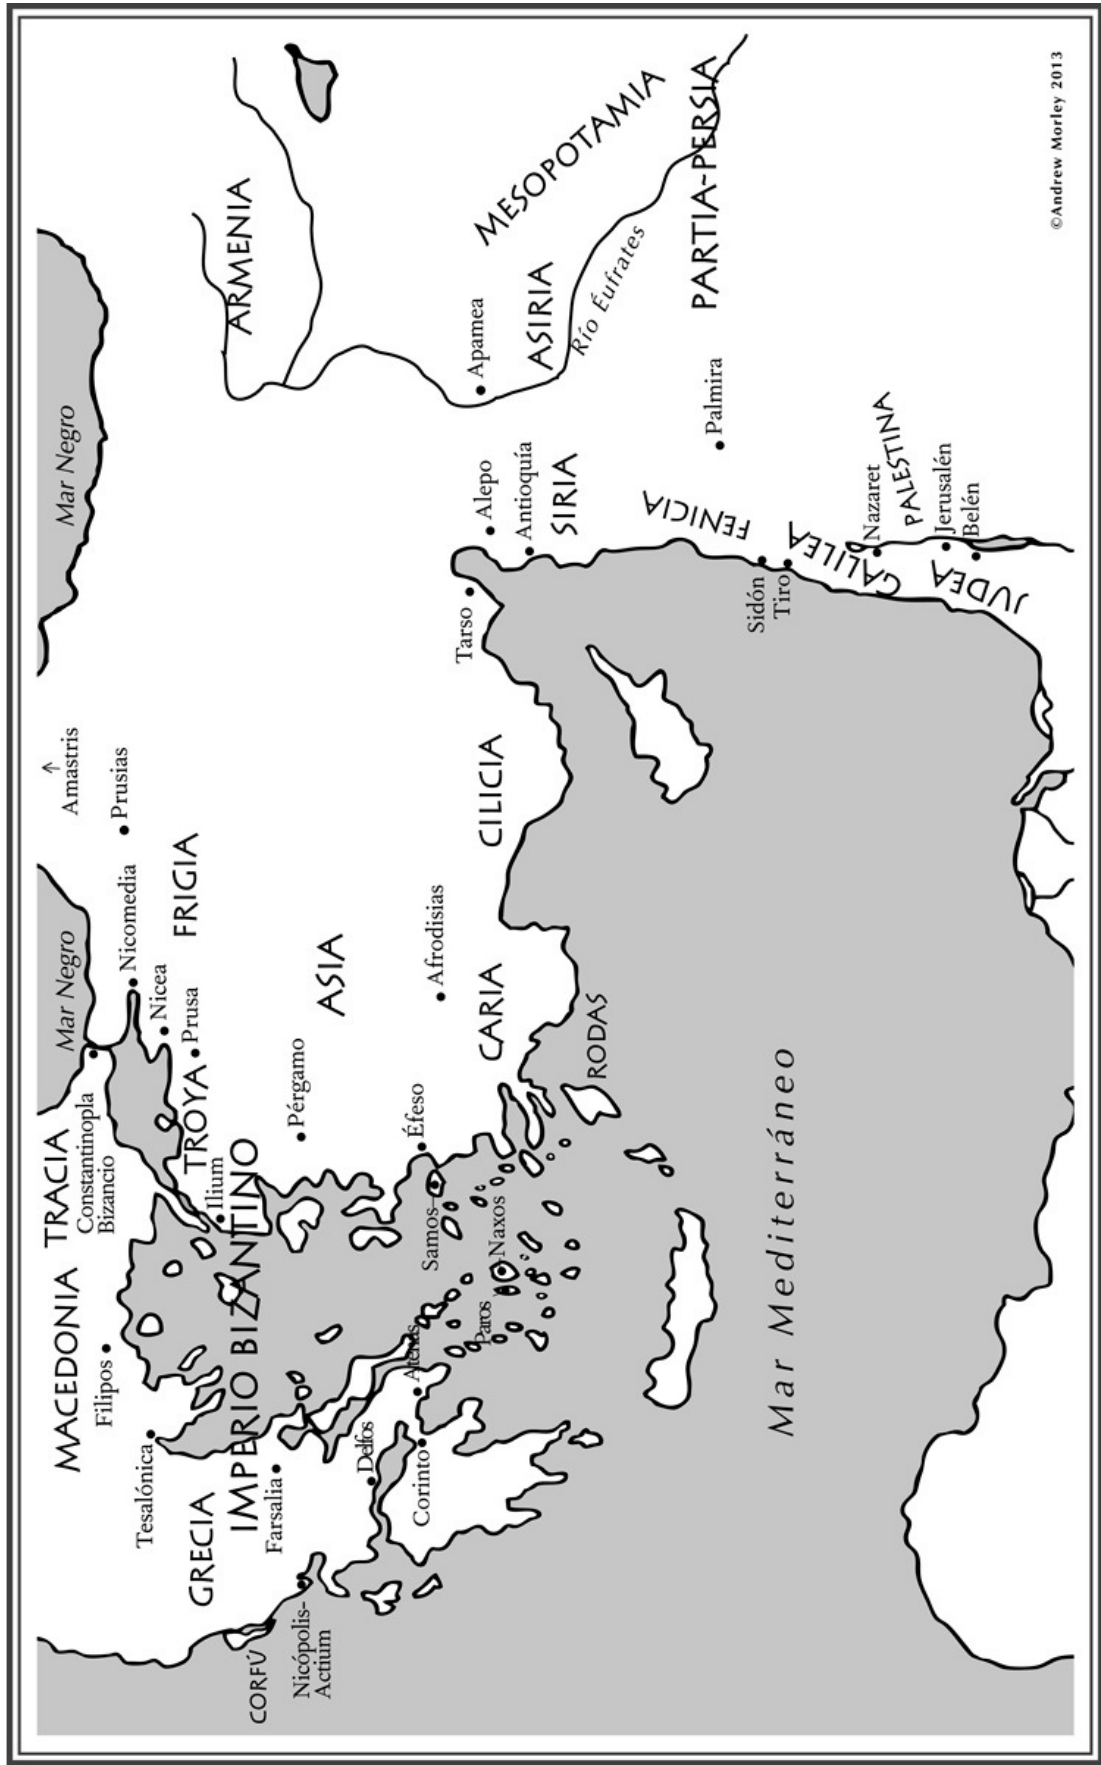 Mar Negro
Mar Negro
Amastris
MACEDONIA
TRACIA
Constantinopla
Bizancio
Filipos
Nicomedia
Prusias
Tesalónica
Nicea
Prusa
TROYA
FRIGIA
GRECIA
IMPERIO BIZANTINO
Ilium
ARMENIA
CORFÚ
Farsalia
Pérgamo
ASIA
Nicópolis-
Actium
Delfos
Atenas
Corinto
Samos
Éfeso
Afrodisias
Paros
Naxos
CARIA
CILICIA
Tarso
Alepo
Apamea
MESOPOTAMIA
Antioquía
ASIRIA
SIRIA
Río Éufrates
RODAS
FENICIA
Palmira
PARTIA-PERSIA
Sidón
Tiro
Mar Mediterráneo
GALILEA
Nazaret
PALESTINA
JUDEA
Jerusalén
Belén
©Andrew Morley 2013